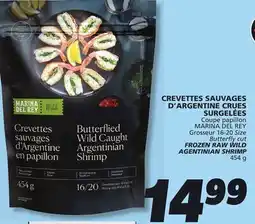 MARINA
DEL REY
Crevettes
sauvages
d'Argentine
en papillon
Butterflied
Wild Caught
Argentinian
Shrimp
454 g
16/20
CREVETTES SAUVAGES
D'ARGENTINE CRUES
SURGELÉES
Coupe papillon
MARINA DEL REY
Grosseur 16-20 Size
Butterfly cut
FROZEN RAW WILD
AGENTINIAN SHRIMP
454 g
14.99